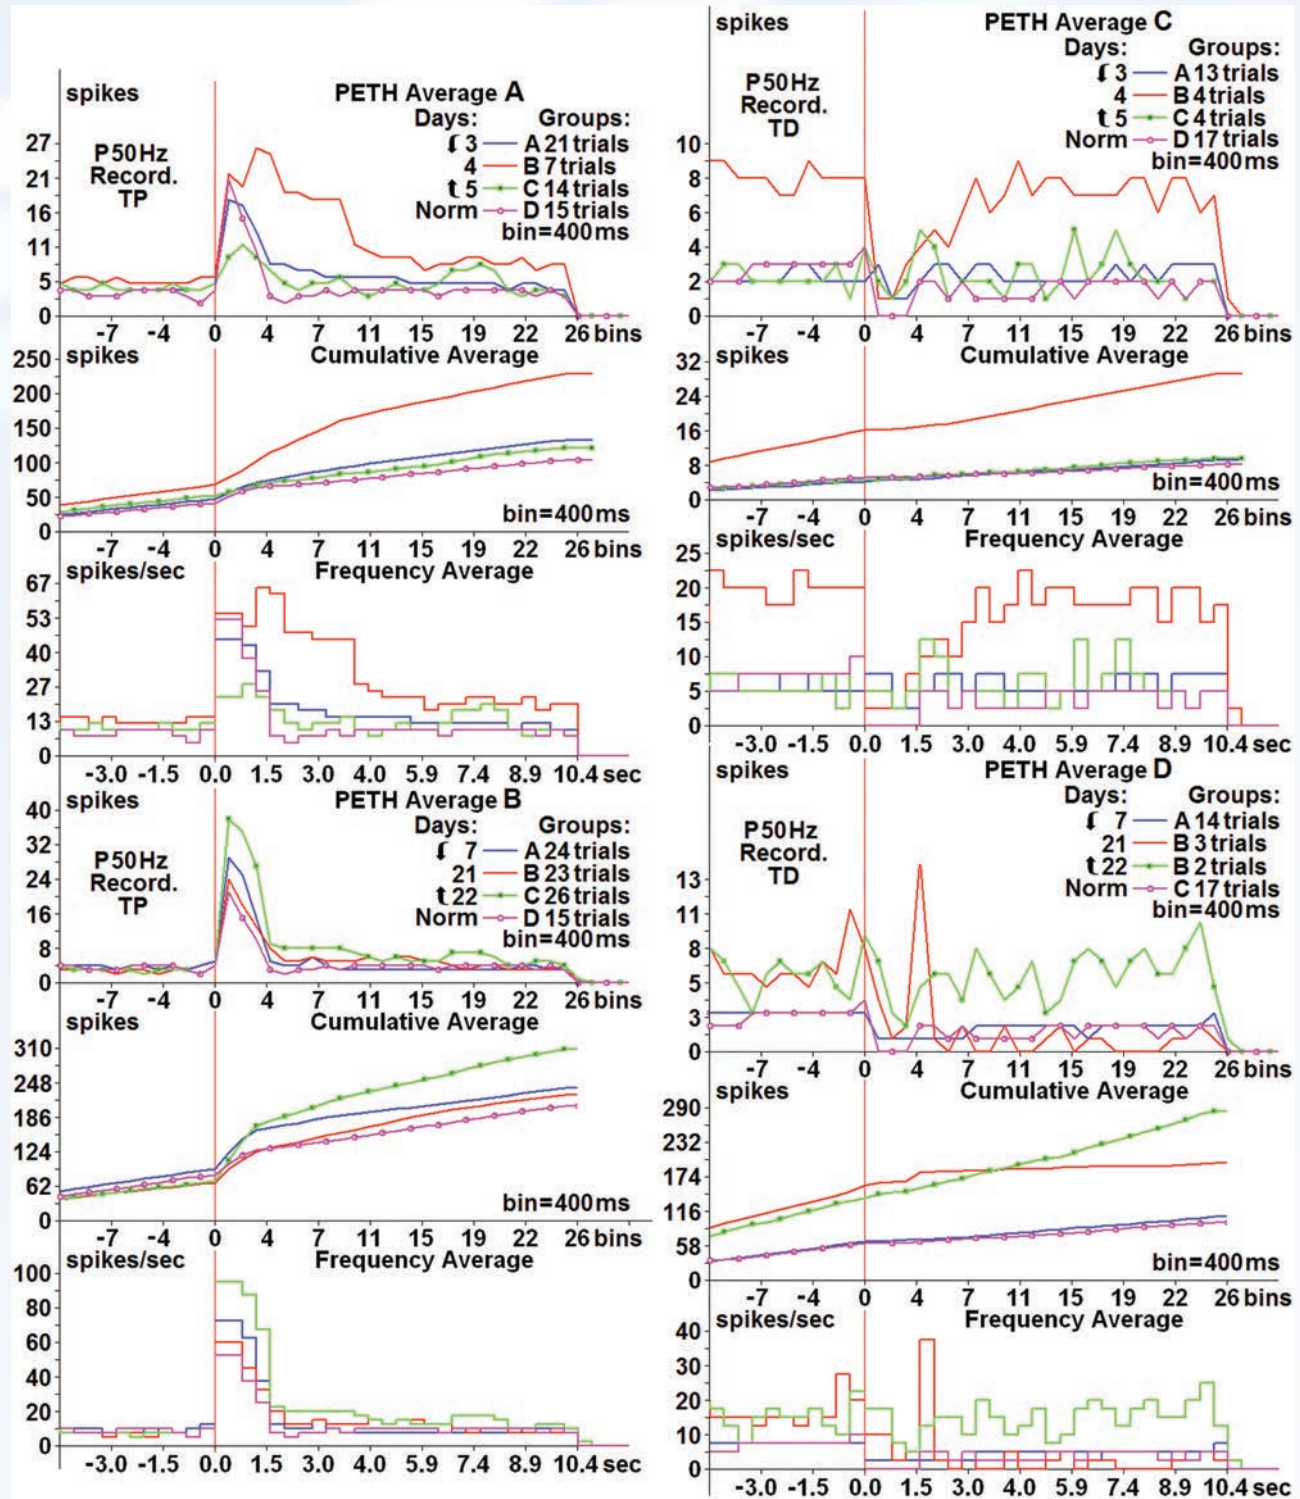 spikes
PETH Average A
P50Hz
Record.
TP
Days: Groups:
3 A 21 trials
4 B 7 trials
5 C 14 trials
Norm D 15 trials
bin=400ms
27
21
16
11
5
0
-7 -4 0 4 7 11 15 19 22 26 bins
spikes
Cumulative Average
250
200
150
100
50
0
bin=400ms
-7 -4 0 4 7 11 15 19 22 26 bins
spikes/sec
Frequency Average
67
53
40
27
13
0
-3.0 -1.5 0.0 1.5 3.0 4.0 5.9 7.4 8.9 10.4 sec
spikes
PETH Average B
P50Hz
Record.
TP
Days: Groups:
7 A 24 trials
21 B 23 trials
22 C 26 trials
Norm D 15 trials
bin=400ms
40
32
24
16
8
0
-7 -4 0 4 7 11 15 19 22 26 bins
spikes
Cumulative Average
310
248
186
124
62
0
bin=400ms
-7 -4 0 4 7 11 15 19 22 26 bins
spikes/sec
Frequency Average
100
80
60
40
20
0
-3.0 -1.5 0.0 1.5 3.0 4.0 5.9 7.4 8.9 10.4 sec
spikes
PETH Average C
P50Hz
Record.
TD
Days: Groups:
3 A 13 trials
4 B 4 trials
5 C 4 trials
Norm D 17 trials
bin=400ms
10
8
6
4
2
0
-7 -4 0 4 7 11 15 19 22 26 bins
spikes
Cumulative Average
32
24
16
8
0
bin=400ms
-7 -4 0 4 7 11 15 19 22 26 bins
spikes/sec
Frequency Average
25
20
15
10
5
0
-3.0 -1.5 0.0 1.5 3.0 4.0 5.9 7.4 8.9 10.4 sec
spikes
PETH Average D
P50Hz
Record.
TD
Days: Groups:
7 A 14 trials
21 B 3 trials
22 B 2 trials
Norm C 17 trials
bin=400ms
13
11
8
5
3
0
-7 -4 0 4 7 11 15 19 22 26 bins
spikes
Cumulative Average
290
232
174
116
58
0
bin=400ms
-7 -4 0 4 7 11 15 19 22 26 bins
spikes/sec
Frequency Average
40
30
20
10
0
-3.0 -1.5 0.0 1.5 3.0 4.0 5.9 7.4 8.9 10.4 sec